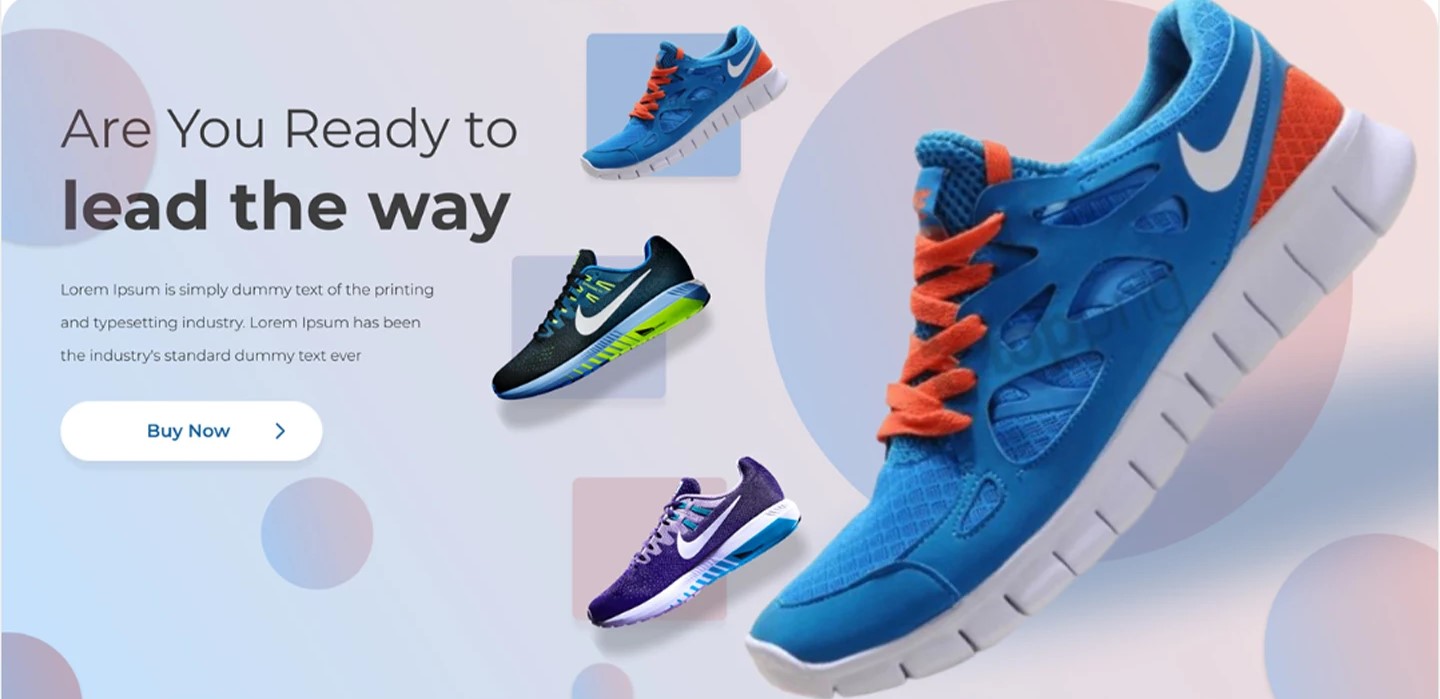 Are You Ready to
lead the way
Lorem Ipsum is simply dummy text of the printing
and typesetting industry. Lorem Ipsum has been
the industry's standard dummy text ever
Buy Now